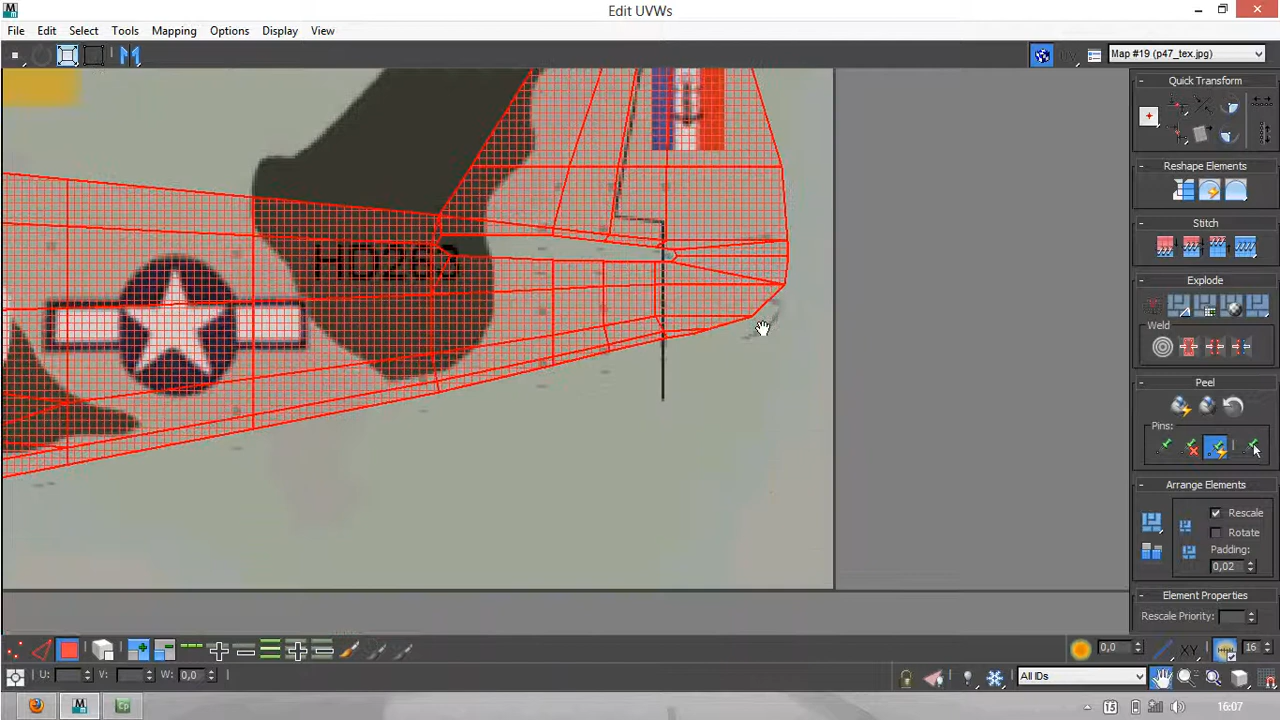 Edit UVWs
File Edit Select Tools Mapping Options Display View
UV Map #19 (p47_tex.jpg)
Quick Transform
Reshape Elements
Stitch
Explode
Weld
Peel
Pins:
Arrange Elements
Rescale
Rotate
Padding:
0,02
Element Properties
Rescale Priority:
0,0 XY 16
U: V: W: 0,0 All IDs
15 16:07